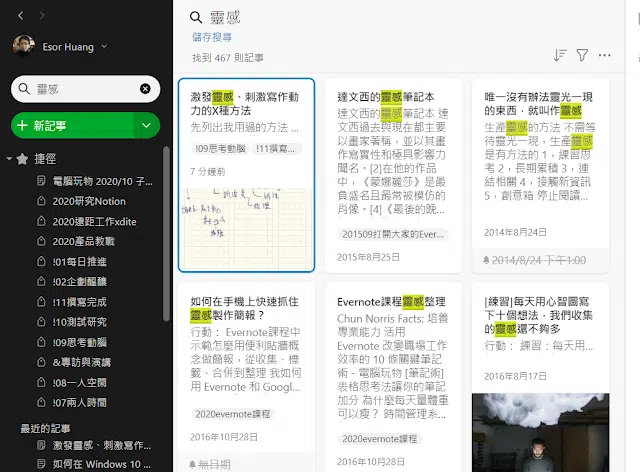 Esor Huang
靈感
新記事
捷徑
電腦玩物 2020/10 子...
2020研究Notion
2020遠距工作xdite
2020產品教戰
!01每日推進
!02企劃醞釀
!11撰寫完成
!10測試研究
!09思考動腦
&專訪與演講
!08一人空閱
!07兩人時間
最近的記事
激發靈感、刺激寫作...
如何在 Windows 10 ...
靈感
儲存搜尋
找到 467 則記事
激發靈感、刺激寫作動
力的X種方法
先列出我用過的方法 ...
!09思考動腦
!11撰寫...
7 分鐘前
達文西的靈感筆記本
達文西的靈感筆記本 達
文西過去與現在都主要
以畫家著稱，並以其畫
作寫實性和極具影響力
聞名。[2]在他的作品
中，《蒙娜麗莎》是最
負盛名且最常被模仿的
肖像。[4]《最後的晚...
201509打開大家的Ever...
2015年8月25日
唯一沒有辦法靈光一現
的東西，就叫作靈感
生產靈感的方法 不需等
待靈光一現，生產靈感
是有方法的 1，練習思
考 2，長期累積 3，連
結相關 4，接觸新資訊
5，創意箱 停止閱讀...
2014年8月24日
2014/8/24 下午1:00
如何在手機上快速抓住
靈感製作簡報？
行動： Evernote課程中
示範怎麼用便利貼牆概
念做簡報，從收集、標
籤、合併到整理 我如何
用 Evernote 和 Googl...
2020evernote課程
2016年10月28日
無日期
Evernote課程靈感整理
Chun Norris Facts: 培養
專業能力 活用
Evernote 改變職場工作
效率的 10 條關鍵筆記
術 - 電腦玩物 [筆記術]
表格思考法讓你的筆記
加分 為什麼每天量體重
可以瘦？ 時間管理系...
2020evernote課程
2016年10月28日
[練習]每天用心智圖寫
下十個想法，我們收集
的靈感還不夠多
行動： 練習：每天用...
2016年8月17日